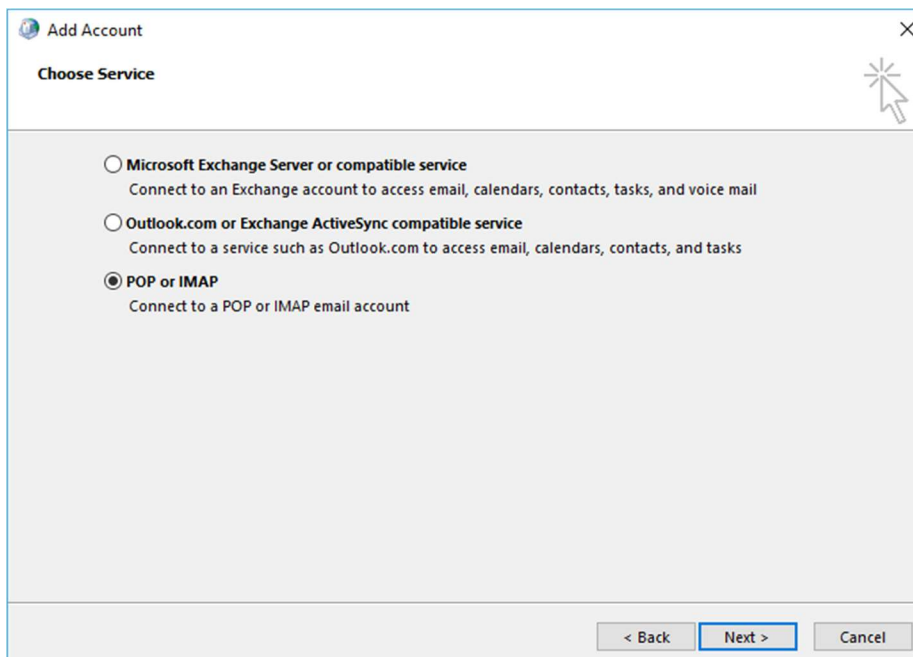 Add Account
Choose Service
Microsoft Exchange Server or compatible service
Connect to an Exchange account to access email, calendars, contacts, tasks, and voice mail
Outlook.com or Exchange ActiveSync compatible service
Connect to a service such as Outlook.com to access email, calendars, contacts, and tasks
POP or IMAP
Connect to a POP or IMAP email account
< Back Next > Cancel